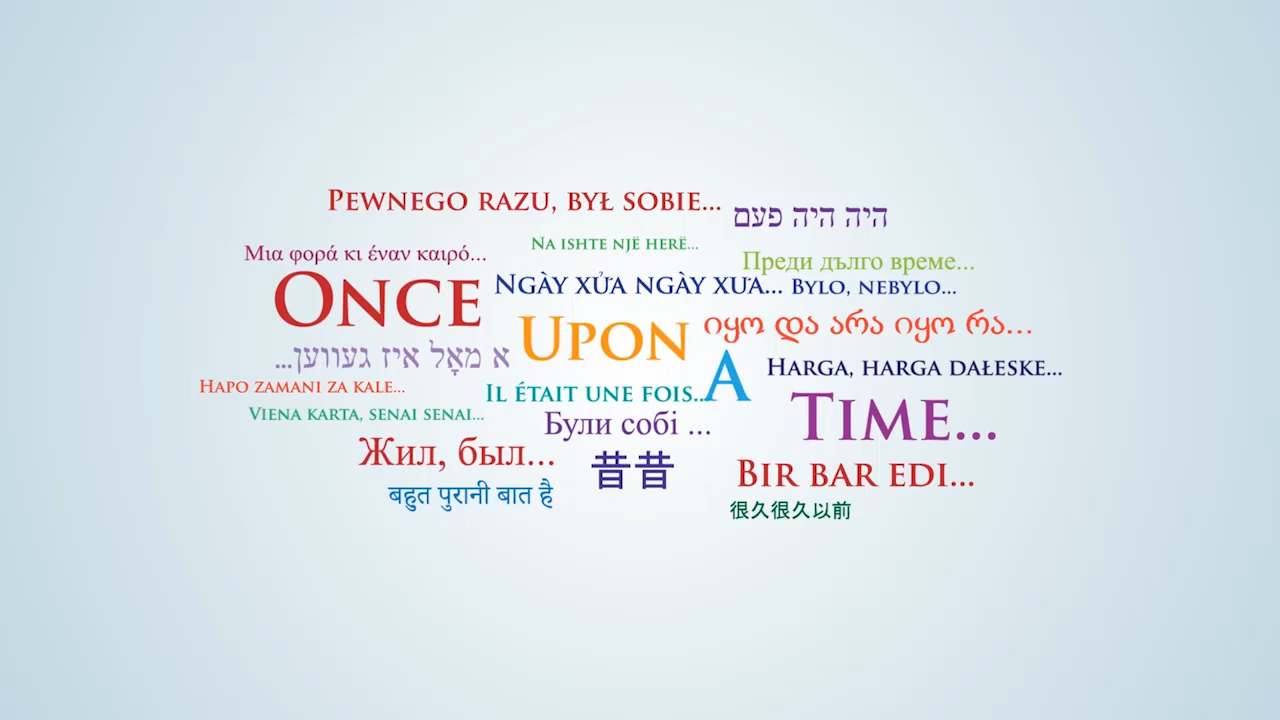 Pewnego razu, był sobie...
היה היה פעם
Na ishte një herë...
Μια φορά κι έναν καιρό...
Преди дълго време...
Once
Ngày xửa ngày xưa...
Bylo, nebylo...
Upon
იყო და არა იყო რა...
א מאָל איז געווען...
A
Harga, harga dałeske...
Hapo zamani za kale...
Il était une fois...
Viena karta, senai senai...
Time...
Були собі ...
Жил, был...
昔昔
Bir bar edi...
बहुत पुरानी बात है
很久很久以前